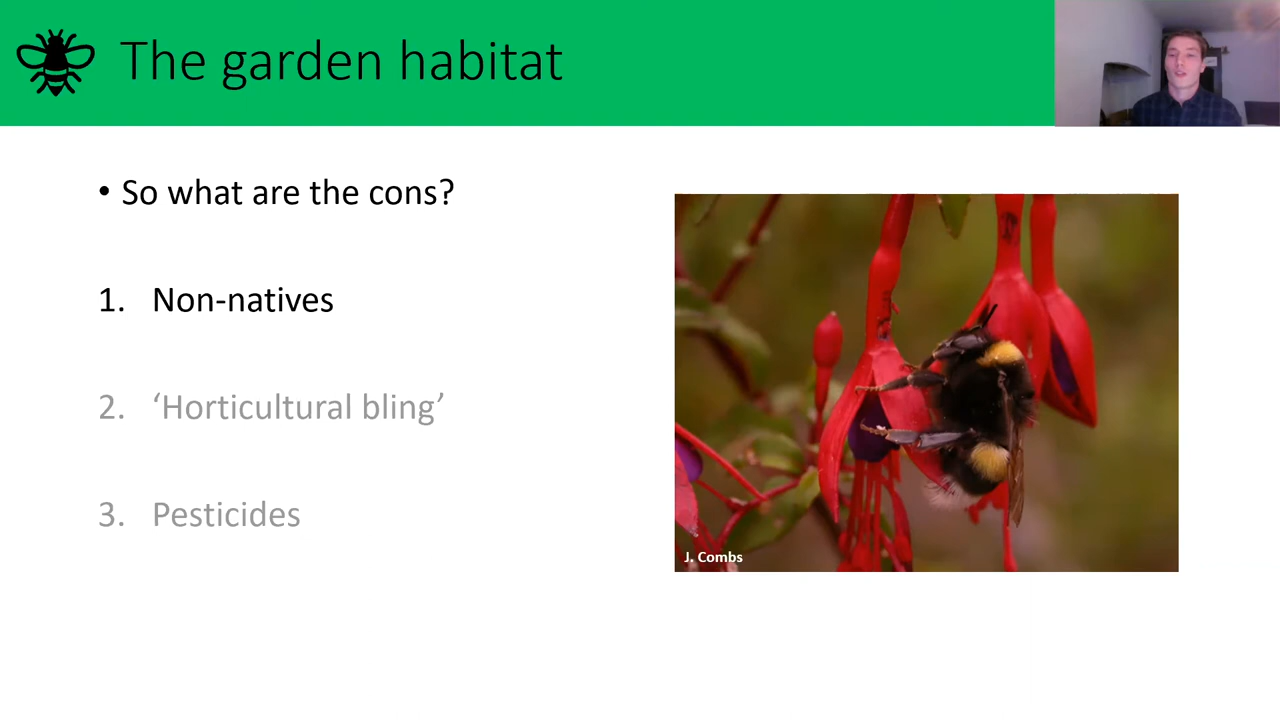 The garden habitat
• So what are the cons?
1. Non-natives
2. ‘Horticultural bling’
3. Pesticides
J. Combs